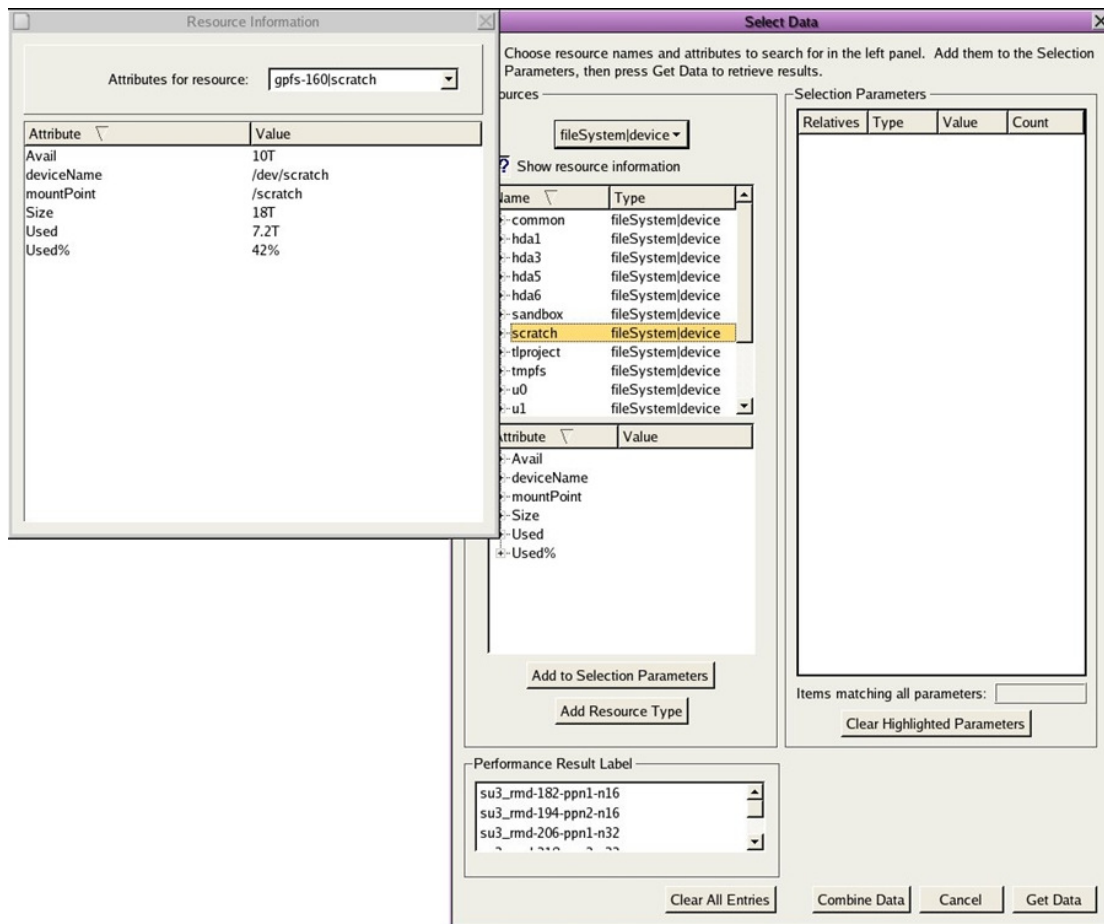 Resource Information
Attributes for resource: gpfs-160|scratch
Attribute Value
Avail 10T
deviceName /dev/scratch
mountPoint /scratch
Size 18T
Used 7.2T
Used% 42%
Select Data
Choose resource names and attributes to search for in the left panel. Add them to the Selection
Parameters, then press Get Data to retrieve results.
fileSystem|device
? Show resource information
Type
common fileSystem|device
hda1 fileSystem|device
hda3 fileSystem|device
hda5 fileSystem|device
hda6 fileSystem|device
sandbox fileSystem|device
scratch fileSystem|device
tlproject fileSystem|device
tmpfs fileSystem|device
u0 fileSystem|device
u1 fileSystem|device
Value
Avail
deviceName
mountPoint
Size
Used
Used%
Add to Selection Parameters
Add Resource Type
Selection Parameters
Relatives Type Value Count
Items matching all parameters:
Clear Highlighted Parameters
Performance Result Label
su3_rmd-182-ppn1-n16
su3_rmd-194-ppn2-n16
su3_rmd-206-ppn1-n32
Clear All Entries
Combine Data
Cancel
Get Data